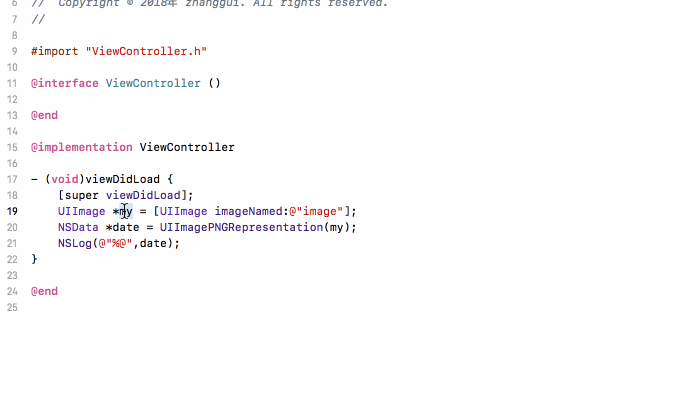 6 // Copyright © 2018年 zhanggui. All rights reserved.
7 //
8
9 #import "ViewController.h"
10
11 @interface ViewController ()
12
13 @end
14
15 @implementation ViewController
16
17 - (void)viewDidLoad {
18 [super viewDidLoad];
19 UIImage *my = [UIImage imageNamed:@"image"];
20 NSData *date = UIImagePNGRepresentation(my);
21 NSLog(@"%@",date);
22 }
23
24 @end
25